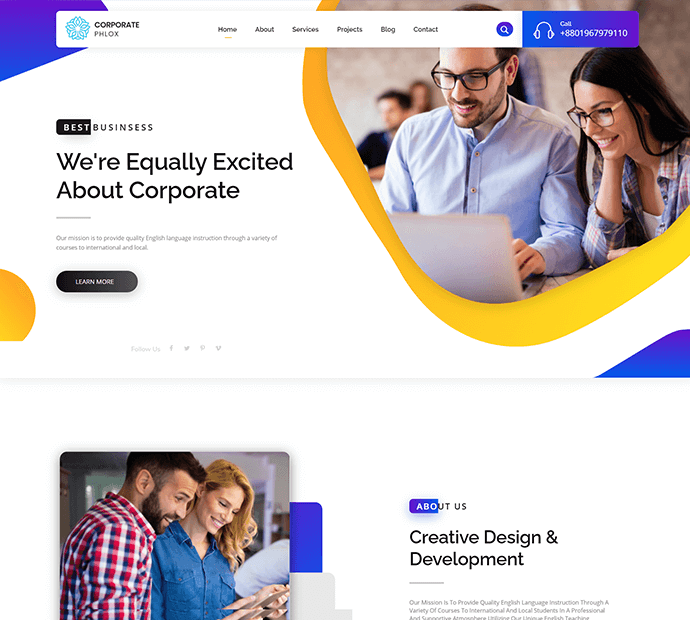 CORPORATE
PHLOX
Home About Services Projects Blog Contact
Call
+8801967979110
BEST BUSINSESS
We're Equally Excited
About Corporate
Our mission is to provide quality English language instruction through a variety of
courses to international and local.
LEARN MORE
Follow Us
ABOUT US
Creative Design &
Development
Our Mission Is To Provide Quality English Language Instruction Through A
Variety Of Courses To International And Local Students In A Professional
And Supportive Atmosphere Utilizing Our Unique English Teaching